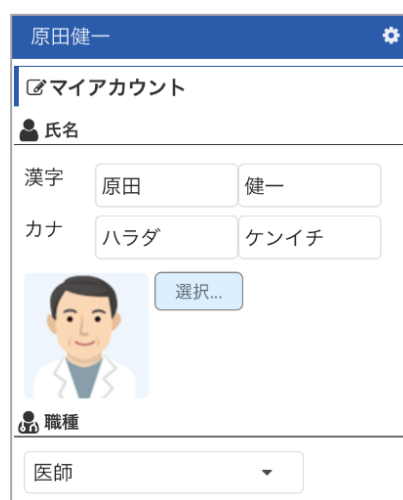 原田健一
マイアカウント
氏名
漢字 原田 健一
カナ ハラダ ケンイチ
選択...
職種
医師